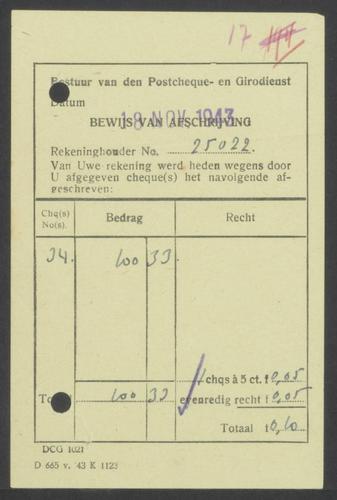 17
Bestuur van den Postcheque- en Girodienst
Datum
18 NOV 1943
BEWIJS VAN AFSCHRIJVING
Rekeninghouder No. 25022.
Van Uwe rekening werd heden wegens door
U afgegeven cheque(s) het navolgende af-
geschreven:
Chq(s) No(s). Bedrag Recht
34. 100 33.
1 chqs à 5 ct. f 0,05
100 33 evenredig recht f 0,05
Totaal f 0,10
DCG 1021
D 665 v. '43 K 1123